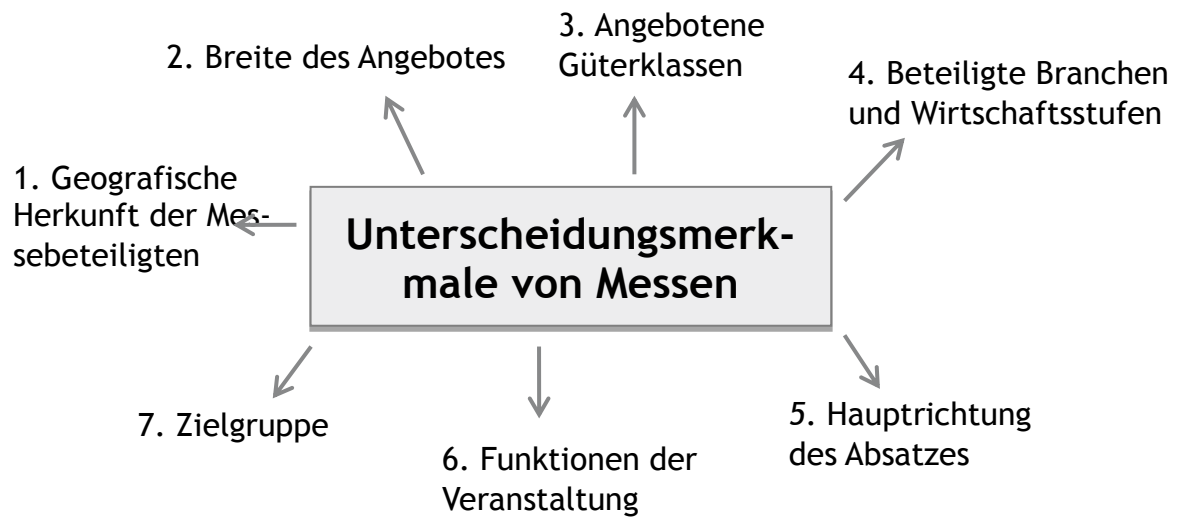 1. Geografische
Herkunft der Mes-
sebeteiligten
2. Breite des Angebotes
3. Angebotene
Güterklassen
4. Beteiligte Branchen
und Wirtschaftsstufen
Unterscheidungsmerk-
male von Messen
5. Hauptrichtung
des Absatzes
6. Funktionen der
Veranstaltung
7. Zielgruppe